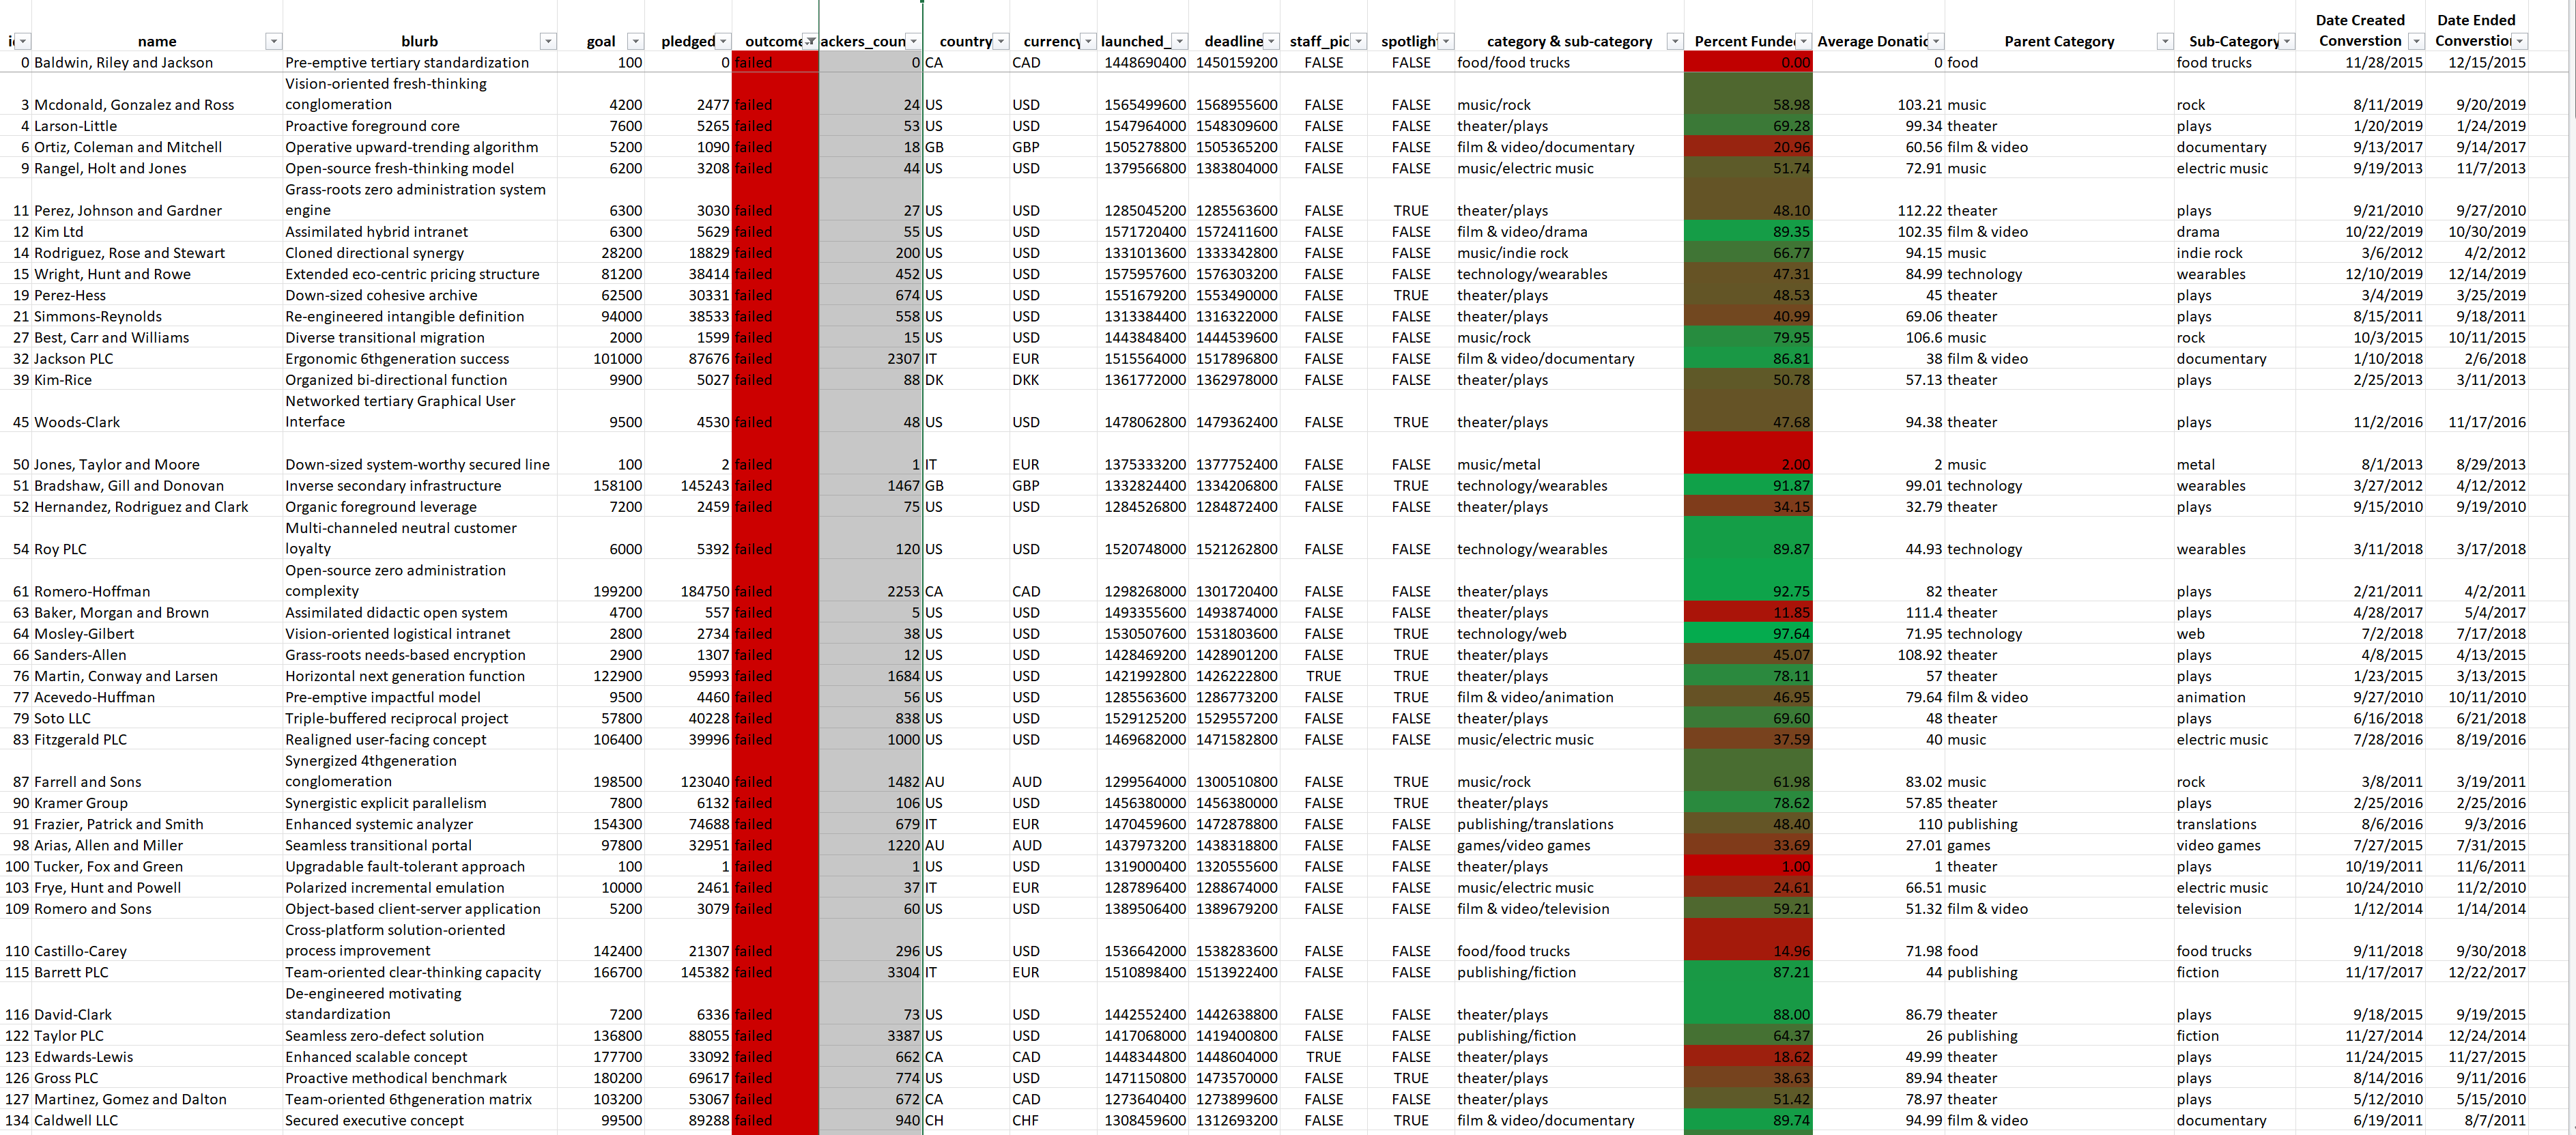 Date Created Date Ended
i name blurb goal pledged outcome ackers_coun country currency launched_ deadline staff_pic spotligh category & sub-category Percent Funde Average Donatio Parent Category Sub-Category Converstion Converstion
0 Baldwin, Riley and Jackson Pre-emptive tertiary standardization 100 0 failed 0 CA CAD 1448690400 1450159200 FALSE FALSE food/food trucks 0.00 0 food food trucks 11/28/2015 12/15/2015
Vision-oriented fresh-thinking
3 Mcdonald, Gonzalez and Ross conglomeration 4200 2477 failed 24 US USD 1565499600 1568955600 FALSE FALSE music/rock 58.98 103.21 music rock 8/11/2019 9/20/2019
4 Larson-Little Proactive foreground core 7600 5265 failed 53 US USD 1547964000 1548309600 FALSE FALSE theater/plays 69.28 99.34 theater plays 1/20/2019 1/24/2019
6 Ortiz, Coleman and Mitchell Operative upward-trending algorithm 5200 1090 failed 18 GB GBP 1505278800 1505365200 FALSE FALSE film & video/documentary 20.96 60.56 film & video documentary 9/13/2017 9/14/2017
9 Rangel, Holt and Jones Open-source fresh-thinking model 6200 3208 failed 44 US USD 1379566800 1383804000 FALSE FALSE music/electric music 51.74 72.91 music electric music 9/19/2013 11/7/2013
Grass-roots zero administration system
11 Perez, Johnson and Gardner engine 6300 3030 failed 27 US USD 1285045200 1285563600 FALSE TRUE theater/plays 48.10 112.22 theater plays 9/21/2010 9/27/2010
12 Kim Ltd Assimilated hybrid intranet 6300 5629 failed 55 US USD 1571720400 1572411600 FALSE FALSE film & video/drama 89.35 102.35 film & video drama 10/22/2019 10/30/2019
14 Rodriguez, Rose and Stewart Cloned directional synergy 28200 18829 failed 200 US USD 1331013600 1333342800 FALSE FALSE music/indie rock 66.77 94.15 music indie rock 3/6/2012 4/2/2012
15 Wright, Hunt and Rowe Extended eco-centric pricing structure 81200 38414 failed 452 US USD 1575957600 1576303200 FALSE FALSE technology/wearables 47.31 84.99 technology wearables 12/10/2019 12/14/2019
19 Perez-Hess Down-sized cohesive archive 62500 30331 failed 674 US USD 1551679200 1553490000 FALSE TRUE theater/plays 48.53 45 theater plays 3/4/2019 3/25/2019
21 Simmons-Reynolds Re-engineered intangible definition 94000 38533 failed 558 US USD 1313384400 1316322000 FALSE FALSE theater/plays 40.99 69.06 theater plays 8/15/2011 9/18/2011
27 Best, Carr and Williams Diverse transitional migration 2000 1599 failed 15 US USD 1443848400 1444539600 FALSE FALSE music/rock 79.95 106.6 music rock 10/3/2015 10/11/2015
32 Jackson PLC Ergonomic 6thgeneration success 101000 87676 failed 2307 IT EUR 1515564000 1517896800 FALSE FALSE film & video/documentary 86.81 38 film & video documentary 1/10/2018 2/6/2018
39 Kim-Rice Organized bi-directional function 9900 5027 failed 88 DK DKK 1361772000 1362978000 FALSE FALSE theater/plays 50.78 57.13 theater plays 2/25/2013 3/11/2013
Networked tertiary Graphical User
45 Woods-Clark Interface 9500 4530 failed 48 US USD 1478062800 1479362400 FALSE TRUE theater/plays 47.68 94.38 theater plays 11/2/2016 11/17/2016
50 Jones, Taylor and Moore Down-sized system-worthy secured line 100 2 failed 1 IT EUR 1375333200 1377752400 FALSE FALSE music/metal 2.00 2 music metal 8/1/2013 8/29/2013
51 Bradshaw, Gill and Donovan Inverse secondary infrastructure 158100 145243 failed 1467 GB GBP 1332824400 1334206800 FALSE TRUE technology/wearables 91.87 99.01 technology wearables 3/27/2012 4/12/2012
52 Hernandez, Rodriguez and Clark Organic foreground leverage 7200 2459 failed 75 US USD 1284526800 1284872400 FALSE FALSE theater/plays 34.15 32.79 theater plays 9/15/2010 9/19/2010
Multi-channeled neutral customer
54 Roy PLC loyalty 6000 5392 failed 120 US USD 1520748000 1521262800 FALSE FALSE technology/wearables 89.87 44.93 technology wearables 3/11/2018 3/17/2018
Open-source zero administration
61 Romero-Hoffman complexity 199200 184750 failed 2253 CA CAD 1298268000 1301720400 FALSE FALSE theater/plays 92.75 82 theater plays 2/21/2011 4/2/2011
63 Baker, Morgan and Brown Assimilated didactic open system 4700 557 failed 5 US USD 1493355600 1493874000 FALSE FALSE theater/plays 11.85 111.4 theater plays 4/28/2017 5/4/2017
64 Mosley-Gilbert Vision-oriented logistical intranet 2800 2734 failed 38 US USD 1530507600 1531803600 FALSE TRUE technology/web 97.64 71.95 technology web 7/2/2018 7/17/2018
66 Sanders-Allen Grass-roots needs-based encryption 2900 1307 failed 12 US USD 1428469200 1428901200 FALSE TRUE theater/plays 45.07 108.92 theater plays 4/8/2015 4/13/2015
76 Martin, Conway and Larsen Horizontal next generation function 122900 95993 failed 1684 US USD 1421992800 1426222800 TRUE TRUE theater/plays 78.11 57 theater plays 1/23/2015 3/13/2015
77 Acevedo-Huffman Pre-emptive impactful model 9500 4460 failed 56 US USD 1285563600 1286773200 FALSE TRUE film & video/animation 46.95 79.64 film & video animation 9/27/2010 10/11/2010
79 Soto LLC Triple-buffered reciprocal project 57800 40228 failed 838 US USD 1529125200 1529557200 FALSE FALSE theater/plays 69.60 48 theater plays 6/16/2018 6/21/2018
83 Fitzgerald PLC Realigned user-facing concept 106400 39996 failed 1000 US USD 1469682000 1471582800 FALSE FALSE music/electric music 37.59 40 music electric music 7/28/2016 8/19/2016
Synergized 4thgeneration
87 Farrell and Sons conglomeration 198500 123040 failed 1482 AU AUD 1299564000 1300510800 FALSE TRUE music/rock 61.98 83.02 music rock 3/8/2011 3/19/2011
90 Kramer Group Synergistic explicit parallelism 7800 6132 failed 106 US USD 1456380000 1456380000 FALSE TRUE theater/plays 78.62 57.85 theater plays 2/25/2016 2/25/2016
91 Frazier, Patrick and Smith Enhanced systemic analyzer 154300 74688 failed 679 IT EUR 1470459600 1472878800 FALSE FALSE publishing/translations 48.40 110 publishing translations 8/6/2016 9/3/2016
98 Arias, Allen and Miller Seamless transitional portal 97800 32951 failed 1220 AU AUD 1437973200 1438318800 FALSE FALSE games/video games 33.69 27.01 games video games 7/27/2015 7/31/2015
100 Tucker, Fox and Green Upgradable fault-tolerant approach 100 1 failed 1 US USD 1319000400 1320555600 FALSE FALSE theater/plays 1.00 1 theater plays 10/19/2011 11/6/2011
103 Frye, Hunt and Powell Polarized incremental emulation 10000 2461 failed 37 IT EUR 1287896400 1288674000 FALSE FALSE music/electric music 24.61 66.51 music electric music 10/24/2010 11/2/2010
109 Romero and Sons Object-based client-server application 5200 3079 failed 60 US USD 1389506400 1389679200 FALSE FALSE film & video/television 59.21 51.32 film & video television 1/12/2014 1/14/2014
Cross-platform solution-oriented
110 Castillo-Carey process improvement 142400 21307 failed 296 US USD 1536642000 1538283600 FALSE FALSE food/food trucks 14.96 71.98 food food trucks 9/11/2018 9/30/2018
115 Barrett PLC Team-oriented clear-thinking capacity 166700 145382 failed 3304 IT EUR 1510898400 1513922400 FALSE FALSE publishing/fiction 87.21 44 publishing fiction 11/17/2017 12/22/2017
De-engineered motivating
116 David-Clark standardization 7200 6336 failed 73 US USD 1442552400 1442638800 FALSE FALSE theater/plays 88.00 86.79 theater plays 9/18/2015 9/19/2015
122 Taylor PLC Seamless zero-defect solution 136800 88055 failed 3387 US USD 1417068000 1419400800 FALSE FALSE publishing/fiction 64.37 26 publishing fiction 11/27/2014 12/24/2014
123 Edwards-Lewis Enhanced scalable concept 177700 33092 failed 662 CA CAD 1448344800 1448604000 TRUE FALSE theater/plays 18.62 49.99 theater plays 11/24/2015 11/27/2015
126 Gross PLC Proactive methodical benchmark 180200 69617 failed 774 US USD 1471150800 1473570000 FALSE TRUE theater/plays 38.63 89.94 theater plays 8/14/2016 9/11/2016
127 Martinez, Gomez and Dalton Team-oriented 6thgeneration matrix 103200 53067 failed 672 CA CAD 1273640400 1273899600 FALSE FALSE theater/plays 51.42 78.97 theater plays 5/12/2010 5/15/2010
134 Caldwell LLC Secured executive concept 99500 89288 failed 940 CH CHF 1308459600 1312693200 FALSE TRUE film & video/documentary 89.74 94.99 film & video documentary 6/19/2011 8/7/2011